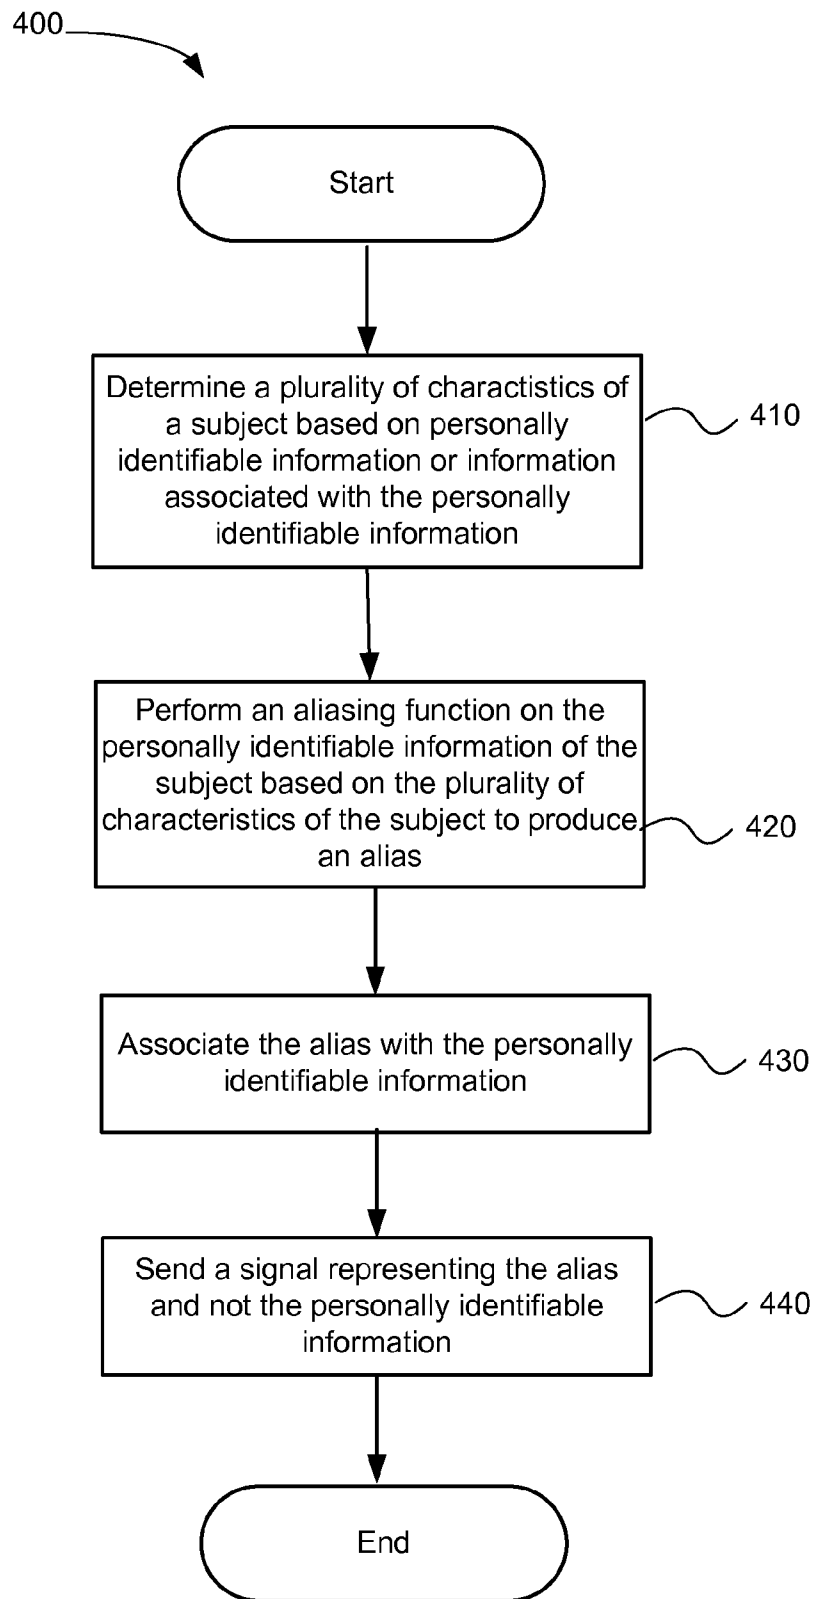 400
Start
Determine a plurality of charactistics of
a subject based on personally
identifiable information or information
associated with the personally
identifiable information
410
Perform an aliasing function on the
personally identifiable information of the
subject based on the plurality of
characteristics of the subject to produce
an alias
420
Associate the alias with the personally
identifiable information
430
Send a signal representing the alias
and not the personally identifiable
information
440
End